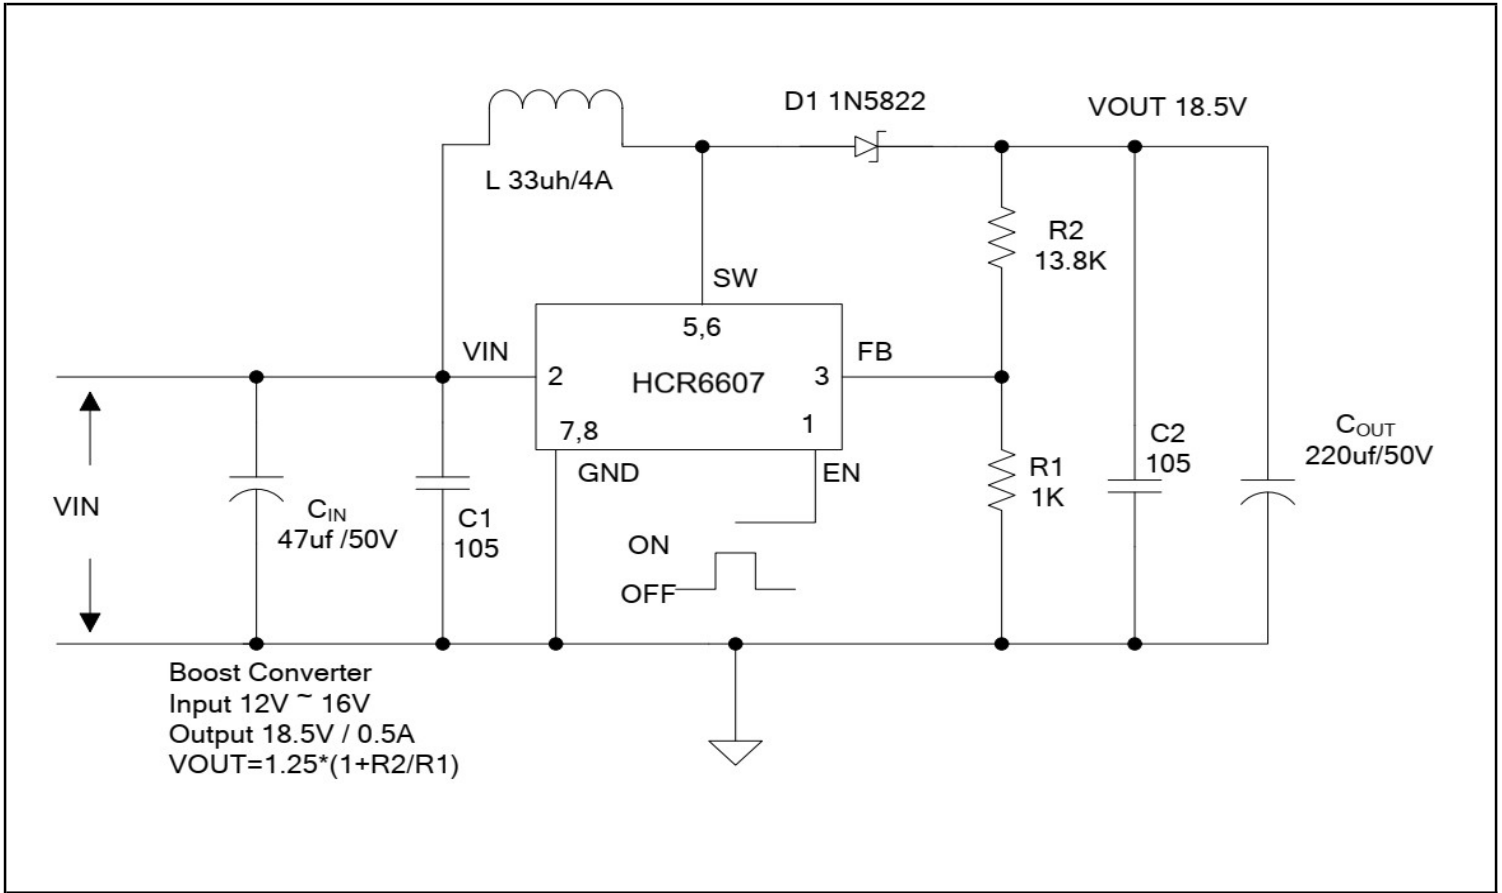 D1 1N5822
VOUT 18.5V
L 33uh/4A
R2
13.8K
SW
5,6
VIN
FB
2
HCR6607
3
7,8
1
GND
EN
C2
105
COUT
220uf/50V
R1
1K
VIN
CIN
47uf /50V
C1
105
ON
OFF
Boost Converter
Input 12V ~ 16V
Output 18.5V / 0.5A
VOUT=1.25*(1+R2/R1)